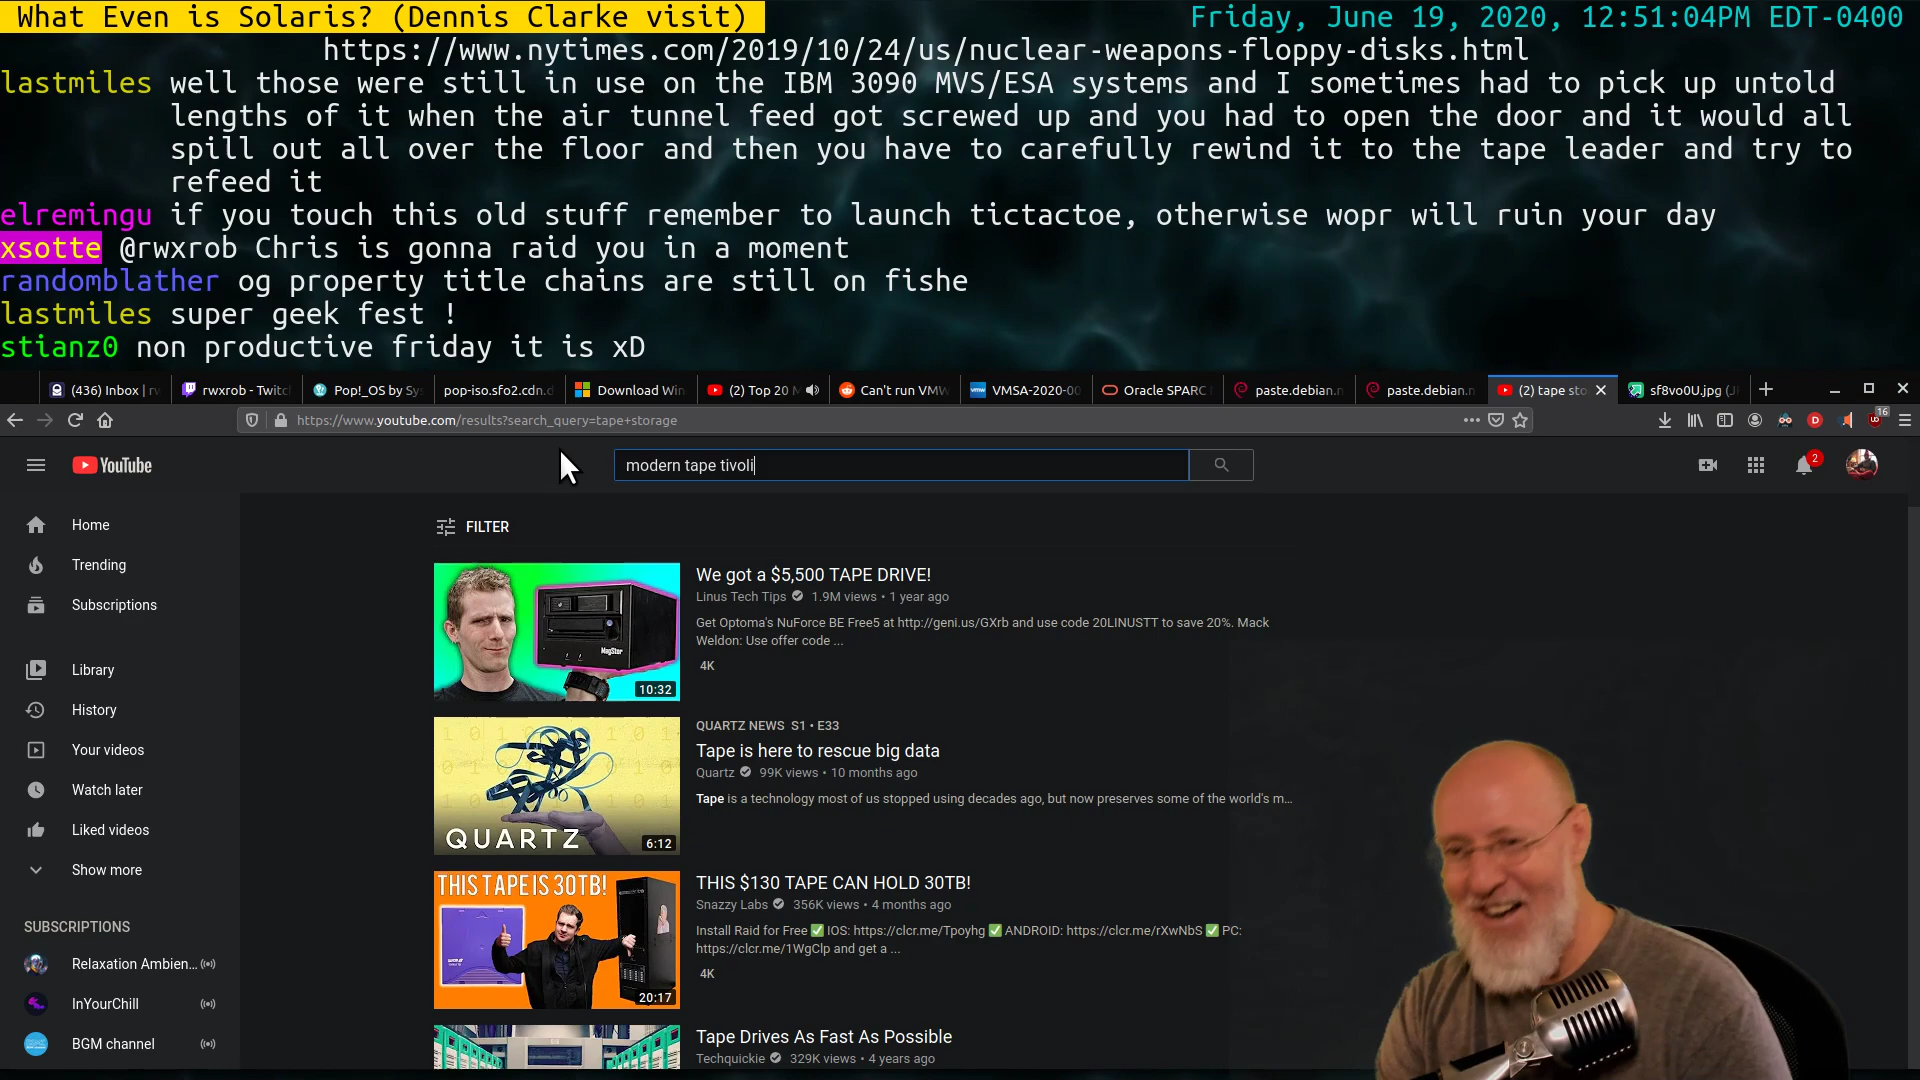 What Even is Solaris? (Dennis Clarke visit)
Friday, June 19, 2020, 12:51:04PM EDT-0400
https://www.nytimes.com/2019/10/24/us/nuclear-weapons-floppy-disks.html
lastmiles well those were still in use on the IBM 3090 MVS/ESA systems and I sometimes had to pick up untold
lengths of it when the air tunnel feed got screwed up and you had to open the door and it would all
spill out all over the floor and then you have to carefully rewind it to the tape leader and try to
refeed it
elremingu if you touch this old stuff remember to launch tictactoe, otherwise wopr will ruin your day
xsotte @rwxrob Chris is gonna raid you in a moment
randomblather og property title chains are still on fishe
lastmiles super geek fest !
stianz0 non productive friday it is xD
(436) Inbox | rw
rwxrob - Twitc
Pop!_OS by Sys
pop-iso.sfo2.cdn.d
Download Win
(2) Top 20 M
Can't run VMW
VMSA-2020-00
Oracle SPARC
paste.debian.n
paste.debian.n
(2) tape sto
sf8vo0U.jpg (J
https://www.youtube.com/results?search_query=tape+storage
16
YouTube
modern tape tivoli
2
Home
Trending
Subscriptions
Library
History
Your videos
Watch later
Liked videos
Show more
SUBSCRIPTIONS
Relaxation Ambien...
InYourChill
BGM channel
FILTER
MagStor
10:32
We got a $5,500 TAPE DRIVE!
Linus Tech Tips 1.9M views • 1 year ago
Get Optoma's NuForce BE Free5 at http://geni.us/GXrb and use code 20LINUSTT to save 20%. Mack
Weldon: Use offer code ...
4K
QUARTZ
6:12
QUARTZ NEWS S1 • E33
Tape is here to rescue big data
Quartz 99K views • 10 months ago
Tape is a technology most of us stopped using decades ago, but now preserves some of the world's m...
THIS TAPE IS 30TB!
20:17
THIS $130 TAPE CAN HOLD 30TB!
Snazzy Labs 356K views • 4 months ago
Install Raid for Free ✅ IOS: https://clcr.me/Tpoyhg ✅ ANDROID: https://clcr.me/rXwNbS ✅ PC:
https://clcr.me/1WgClp and get a ...
4K
Tape Drives As Fast As Possible
Techquickie 329K views • 4 years ago